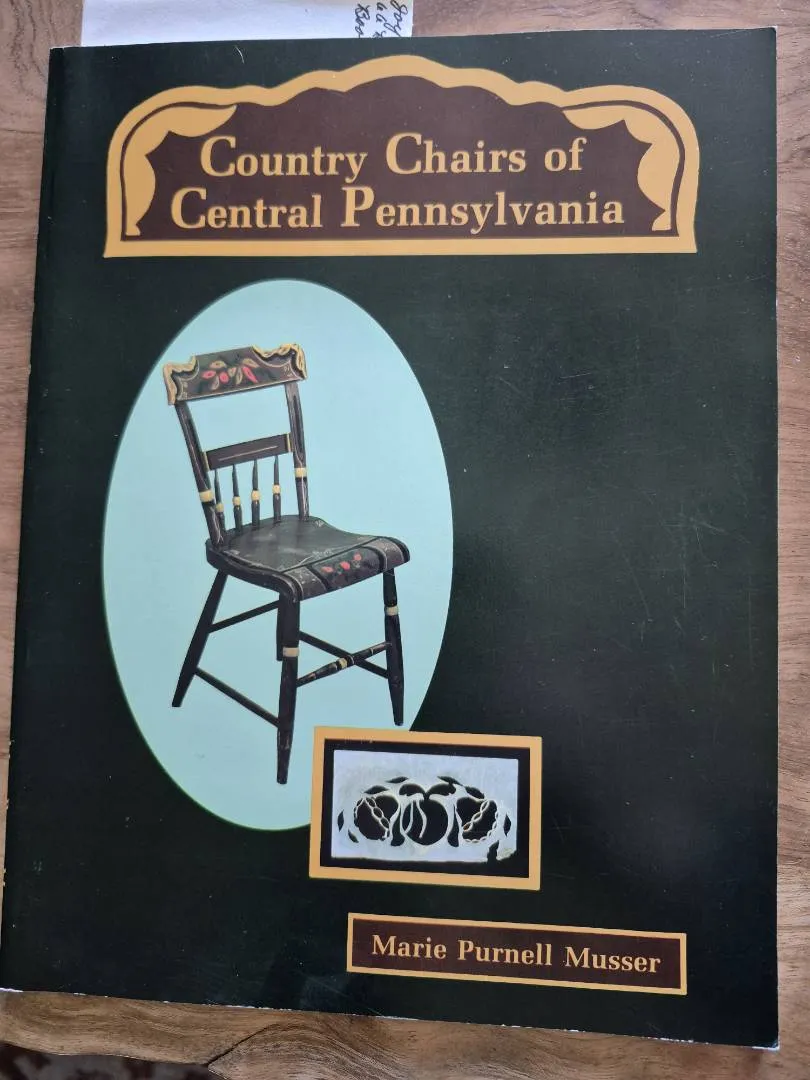 Country Chairs of
Central Pennsylvania
Marie Purnell Musser